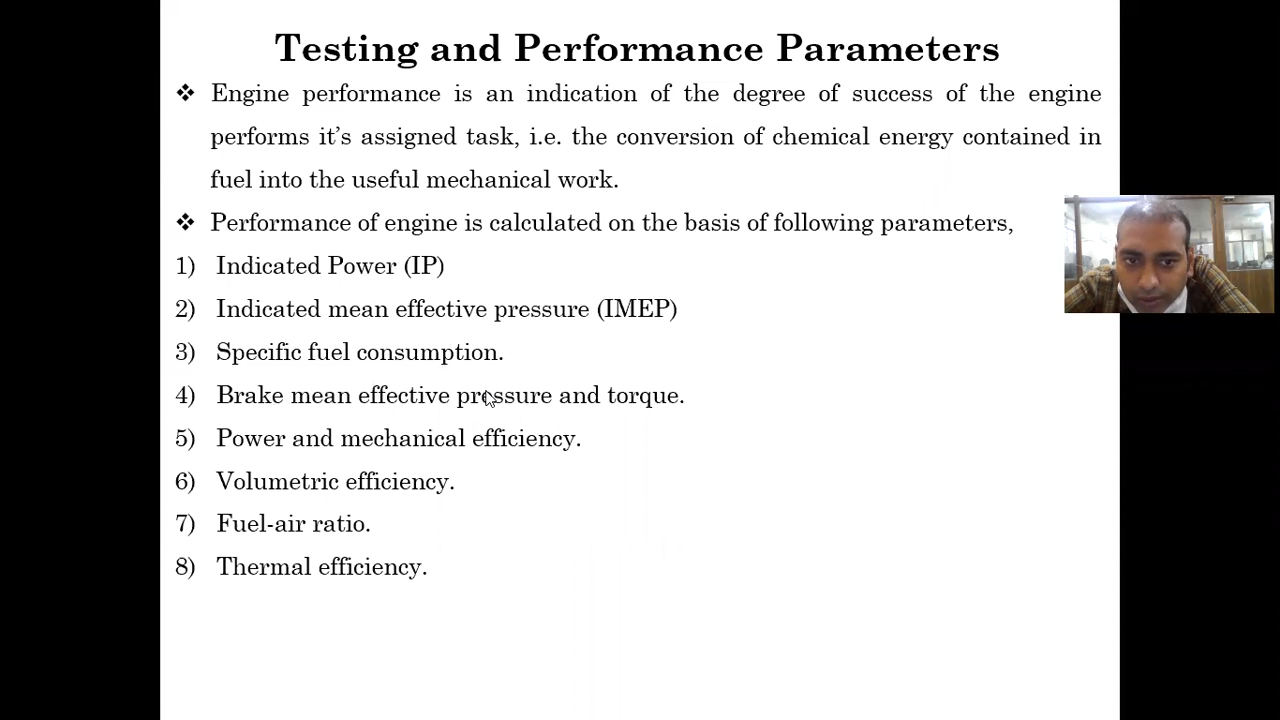 Testing and Performance Parameters
❖ Engine performance is an indication of the degree of success of the engine
performs it’s assigned task, i.e. the conversion of chemical energy contained in
fuel into the useful mechanical work.
❖ Performance of engine is calculated on the basis of following parameters,
1) Indicated Power (IP)
2) Indicated mean effective pressure (IMEP)
3) Specific fuel consumption.
4) Brake mean effective pressure and torque.
5) Power and mechanical efficiency.
6) Volumetric efficiency.
7) Fuel-air ratio.
8) Thermal efficiency.